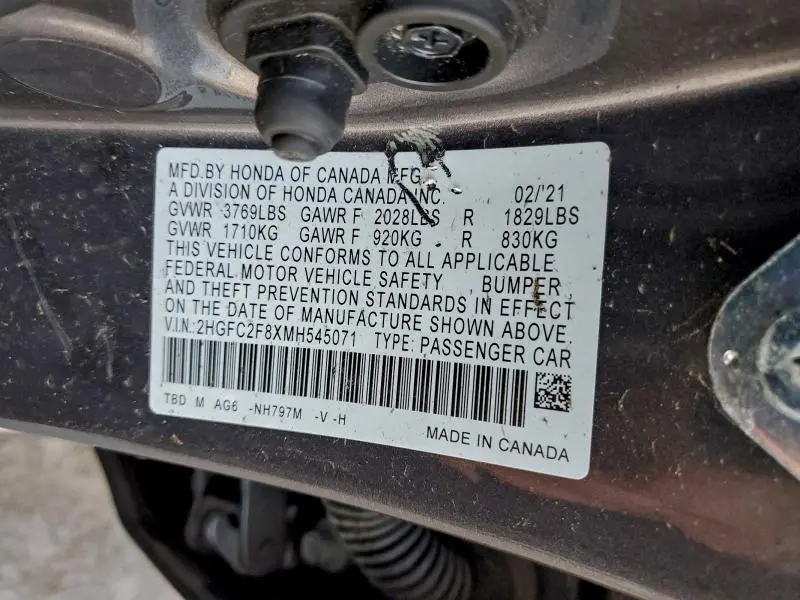 MFD.BY HONDA OF CANADA MFG.
A DIVISION OF HONDA CANADA INC. 02/'21
GVWR 3769LBS GAWR F 2028LBS R 1829LBS
GVWR 1710KG GAWR F 920KG R 830KG
THIS VEHICLE CONFORMS TO ALL APPLICABLE
FEDERAL MOTOR VEHICLE SAFETY, BUMPER,
AND THEFT PREVENTION STANDARDS IN EFFECT
ON THE DATE OF MANUFACTURE SHOWN ABOVE.
V.I.N.:2HGFC2F8XMH545071 TYPE: PASSENGER CAR
TBD M AG6 -NH797M -V -H
MADE IN CANADA